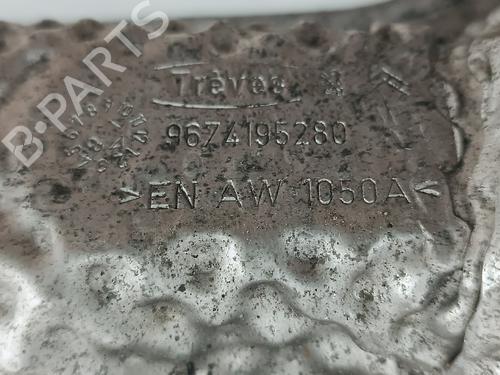 Trèves
9674195280
>EN AW 1050A<
B-PARTS